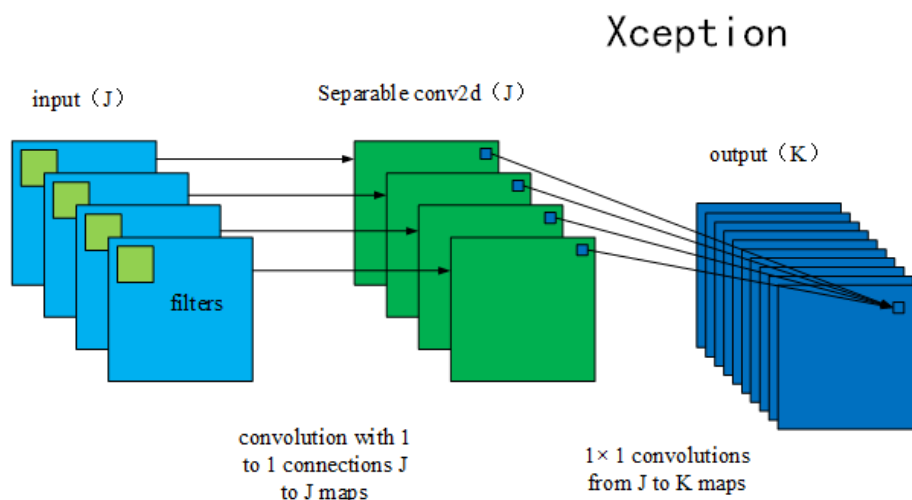 Xception
input（J）
Separable conv2d（J）
output（K）
filters
convolution with 1
to 1 connections J
to J maps
1× 1 convolutions
from J to K maps